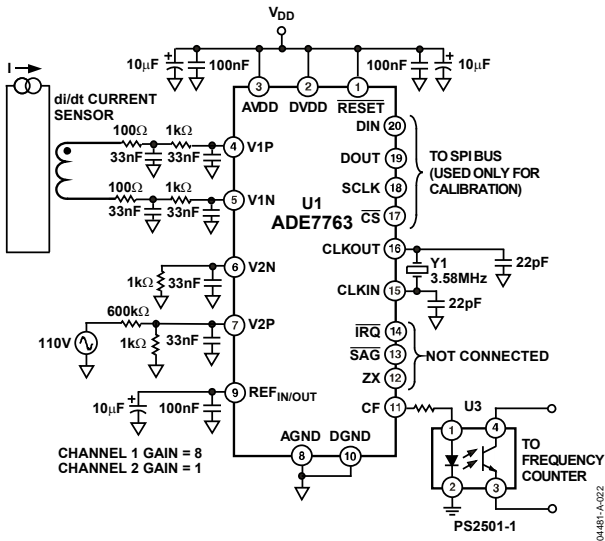 V_DD
10μF
100nF
100nF
10μF
I
3
2
1
AVDD
DVDD
RESET
di/dt CURRENT
SENSOR
100Ω
1kΩ
33nF
33nF
4
V1P
100Ω
1kΩ
33nF
33nF
5
V1N
U1
ADE7763
DIN
20
DOUT
19
SCLK
18
CS
17
TO SPI BUS
(USED ONLY FOR
CALIBRATION)
CLKOUT
16
Y1
3.58MHz
22pF
CLKIN
15
22pF
6
V2N
1kΩ
33nF
600kΩ
7
V2P
110V
1kΩ
33nF
IRQ
14
SAG
13
ZX
12
NOT CONNECTED
9
REF_IN/OUT
10μF
100nF
CF
11
U3
1
4
2
3
TO
FREQUENCY
COUNTER
PS2501-1
AGND
DGND
8
10
CHANNEL 1 GAIN = 8
CHANNEL 2 GAIN = 1
04481-A-022